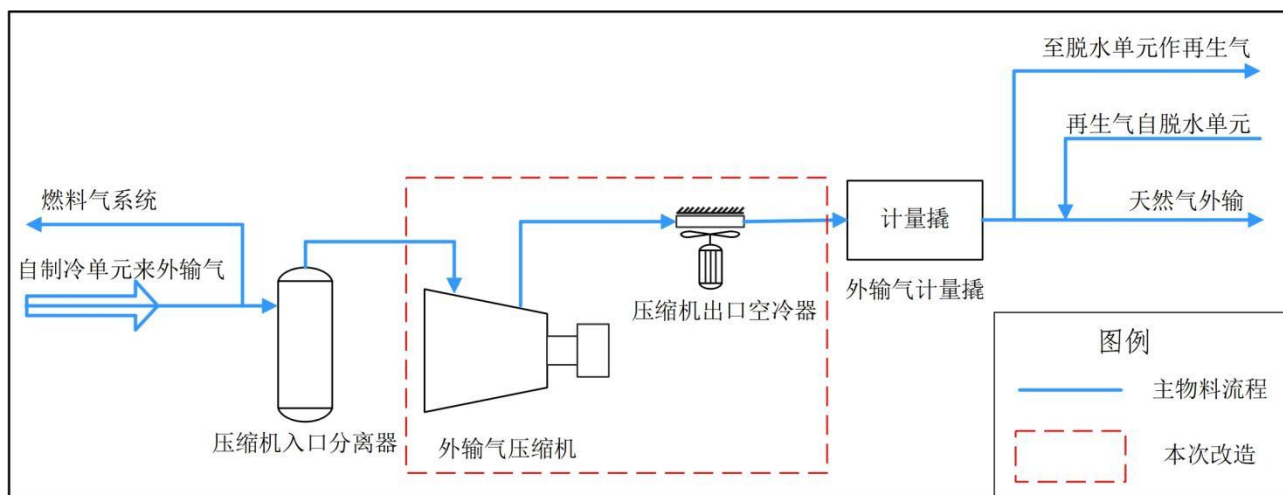 至脱水单元作再生气
再生气自脱水单元
燃料气系统
计量撬
天然气外输
自制冷单元来外输气
外输气计量撬
压缩机出口空冷器
图例
主物料流程
压缩机入口分离器
外输气压缩机
本次改造